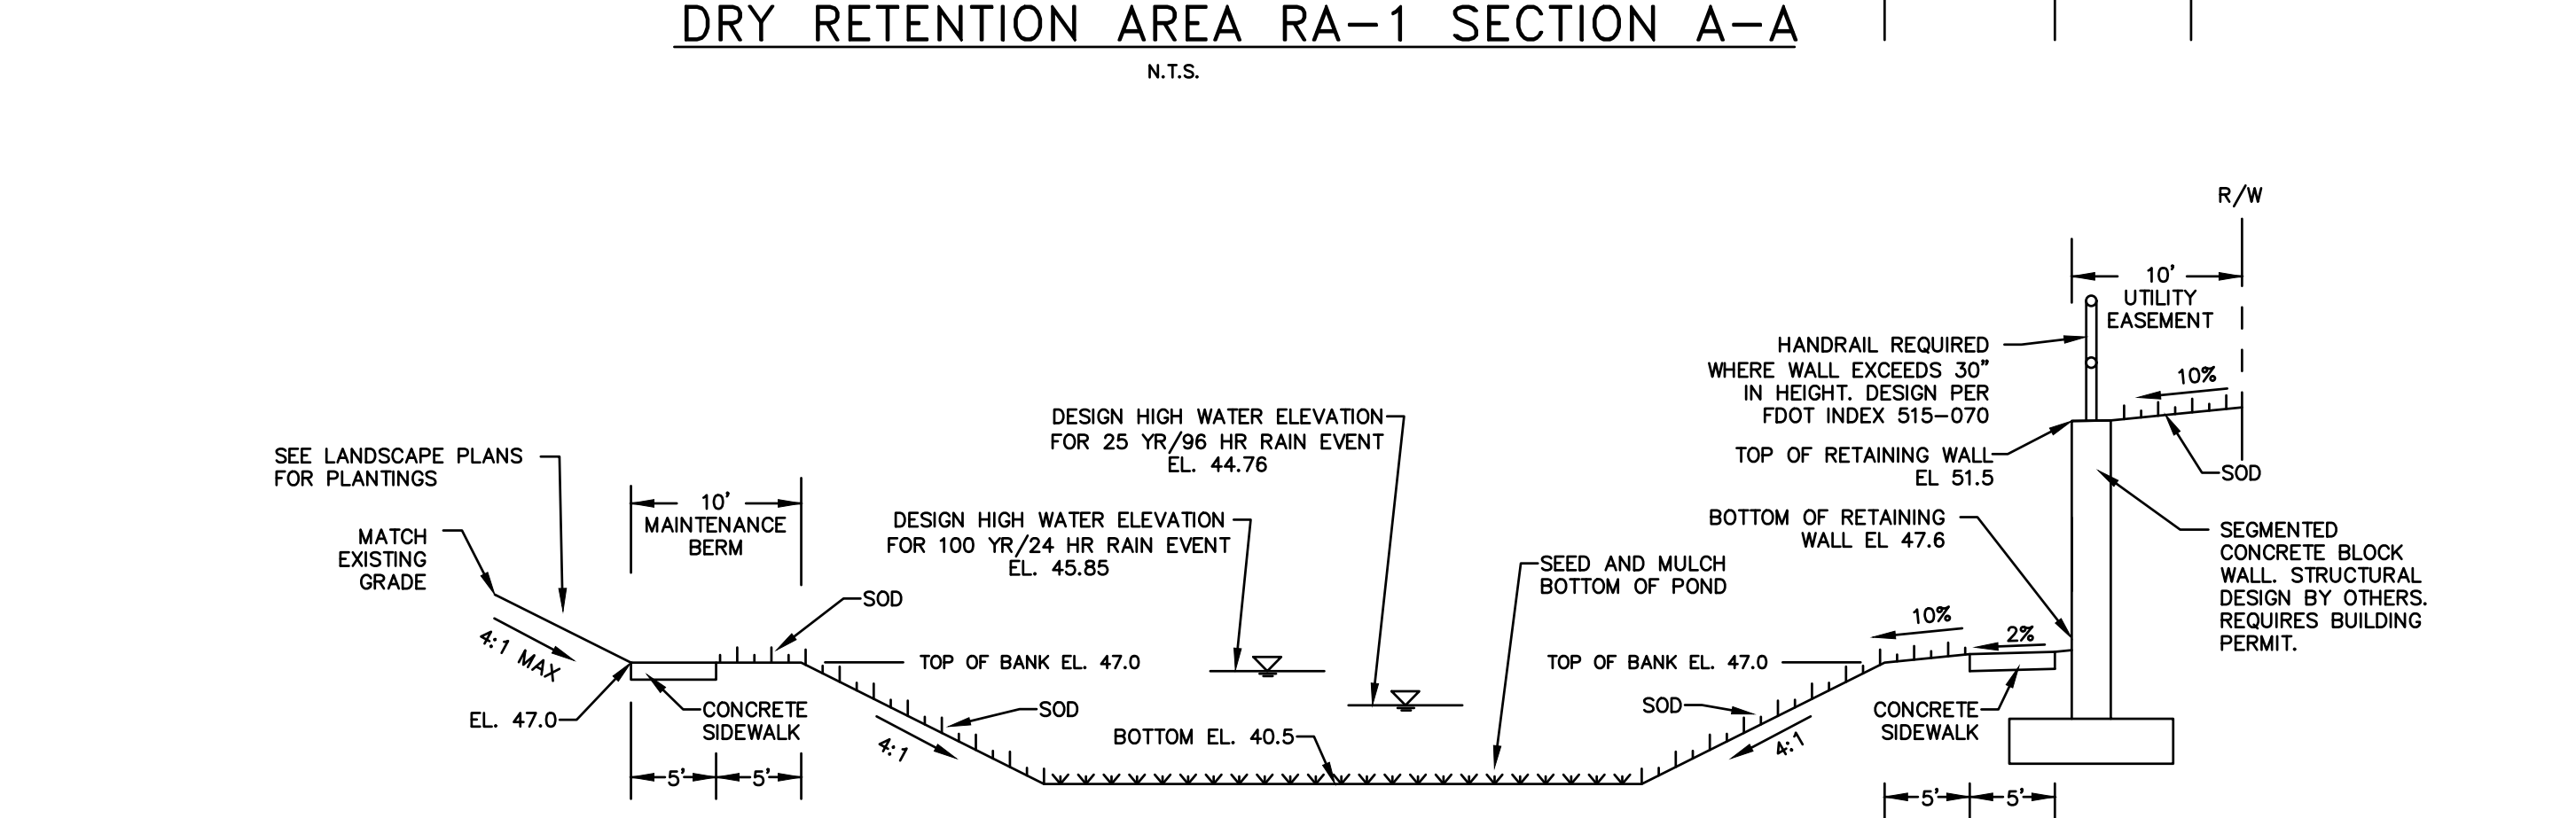 DRY RETENTION AREA RA-1 SECTION A-A
N.T.S.
R/W
10'
UTILITY
EASEMENT
HANDRAIL REQUIRED
WHERE WALL EXCEEDS 30"
IN HEIGHT. DESIGN PER
FDOT INDEX 515-070
10%
TOP OF RETAINING WALL
EL 51.5
SOD
DESIGN HIGH WATER ELEVATION
FOR 25 YR/96 HR RAIN EVENT
EL. 44.76
SEE LANDSCAPE PLANS
FOR PLANTINGS
10'
MAINTENANCE
BERM
DESIGN HIGH WATER ELEVATION
FOR 100 YR/24 HR RAIN EVENT
EL. 45.85
MATCH
EXISTING
GRADE
BOTTOM OF RETAINING
WALL EL 47.6
SEGMENTED
CONCRETE BLOCK
WALL. STRUCTURAL
DESIGN BY OTHERS.
REQUIRES BUILDING
PERMIT.
SEED AND MULCH
BOTTOM OF POND
SOD
10%
2%
4:1 MAX
TOP OF BANK EL. 47.0
TOP OF BANK EL. 47.0
EL. 47.0
CONCRETE
SIDEWALK
SOD
SOD
CONCRETE
SIDEWALK
4:1
BOTTOM EL. 40.5
4:1
5'
5'
5'
5'